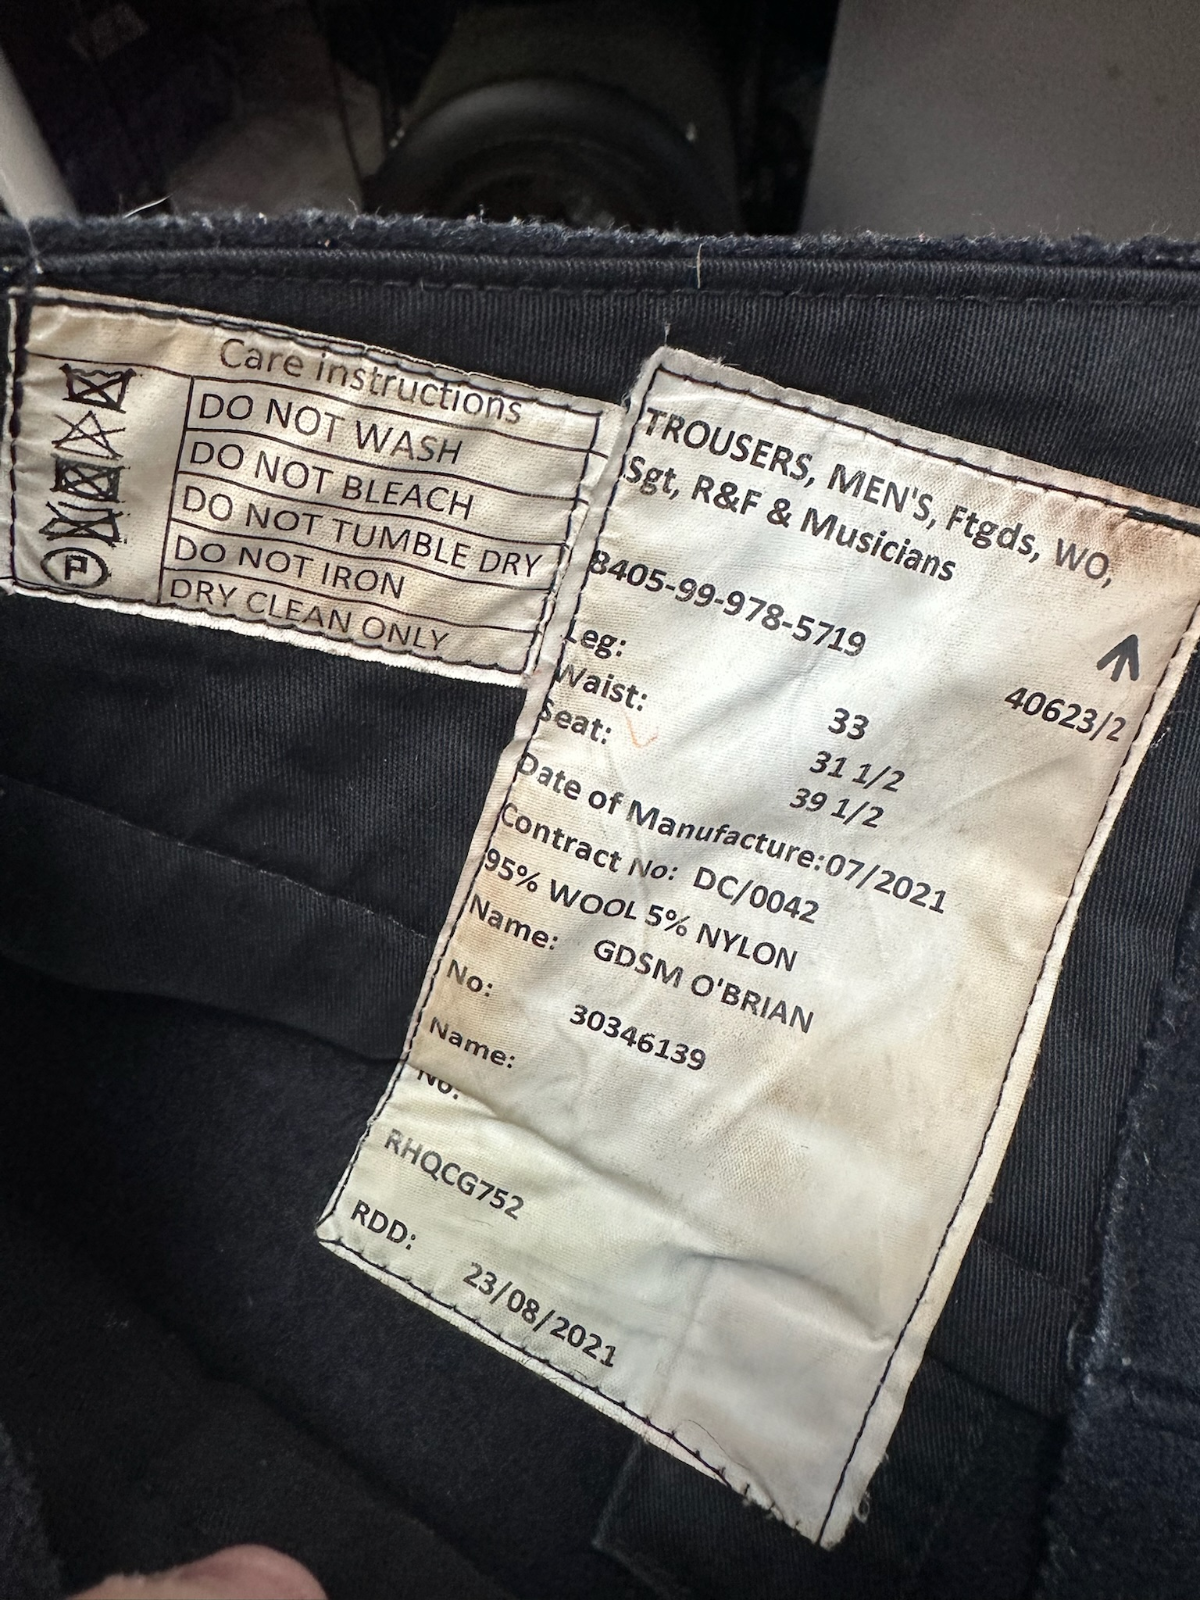 Care instructions
DO NOT WASH
DO NOT BLEACH
DO NOT TUMBLE DRY
DO NOT IRON
P
DRY CLEAN ONLY
TROUSERS, MEN'S, Ftgds, WO,
Sgt, R&F & Musicians
8405-99-978-5719
40623/2
Leg: 33
Waist: 31 1/2
Seat: 39 1/2
Date of Manufacture:07/2021
Contract No: DC/0042
95% WOOL 5% NYLON
Name: GDSM O'BRIAN
No: 30346139
Name:
No:
RHQCG752
RDD: 23/08/2021